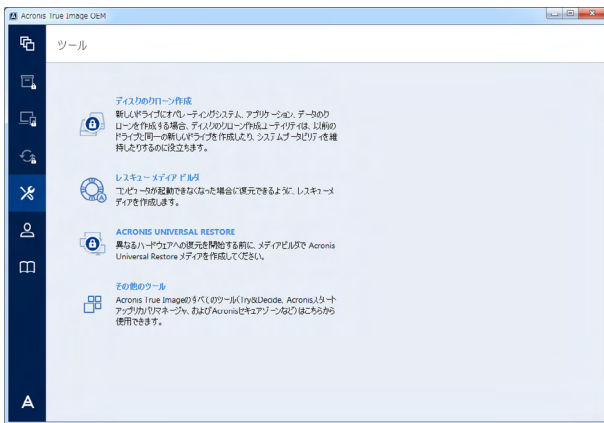 Acronis True Image OEM
ツール
ディスクのクローン作成
新しいドライブにオペレーティングシステム、アプリケーション、データのク
ローンを作成する場合、ディスクのクローン作成ユーティリティは、以前の
ドライブと同一の新しいドライブを作成したり、システムブータビリティを維
持したりするのに役立ちます。
レスキュー メディア ビルダ
コンピュータが起動できなくなった場合に復元できるように、レスキューメ
ディアを作成します。
ACRONIS UNIVERSAL RESTORE
異なるハードウェアへの復元を開始する前に、メディアビルダで Acronis
Universal Restore メディアを作成してください。
その他のツール
Acronis True Imageのすべてのツール(Try&Decide、Acronisスタート
アップリカバリマネージャ、およびAcronisセキュアゾーンなど)はこちらから
使用できます。